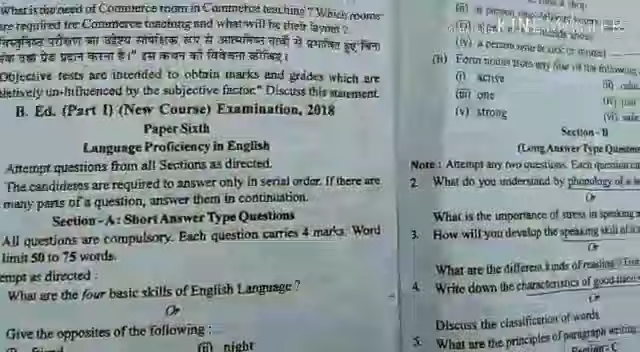 What is the need of Commerce room in Commerce teaching? Which rooms
are required for Commerce teaching and what will be their layout?
वस्तुनिष्ठ परीक्षण का उद्देश्य सापेक्षिक रूप से आत्मनिष्ठ तत्वों से प्रभावित हुए बिना
अंक एवं ग्रेड प्रदान करना है।" इस कथन की विवेचना कीजिए।
Objective tests are intended to obtain marks and grades which are
relatively un-influenced by the subjective factor." Discuss this statement.
B. Ed. (Part I) (New Course) Examination, 2018
Paper Sixth
Language Proficiency in English
Attempt questions from all Sections as directed.
The candidates are required to answer only in serial order. If there are
many parts of a question, answer them in continuation.
Section - A : Short Answer Type Questions
All questions are compulsory. Each question carries 4 marks. Word
limit 50 to 75 words.
empt as directed :
What are the four basic skills of English Language ?
Or
Give the opposites of the following :
(ii) night
(iii) a person
(iv) a person who
(H) Form nouns from any four of the following
(i) active
(iii) one
(v) strong
(vi)
Section - B
(Long Answer Type Question
Note : Attempt any two questions. Each question
2. What do you understand by phonology of
Or
What is the importance of stress in speaking
3. How will you develop the speaking skill of
Or
What are the different kinds of reading ?
4. Write down the characteristics of good
Or
Discuss the classification of words
5. What are the principles of paragraph writing
Section - C